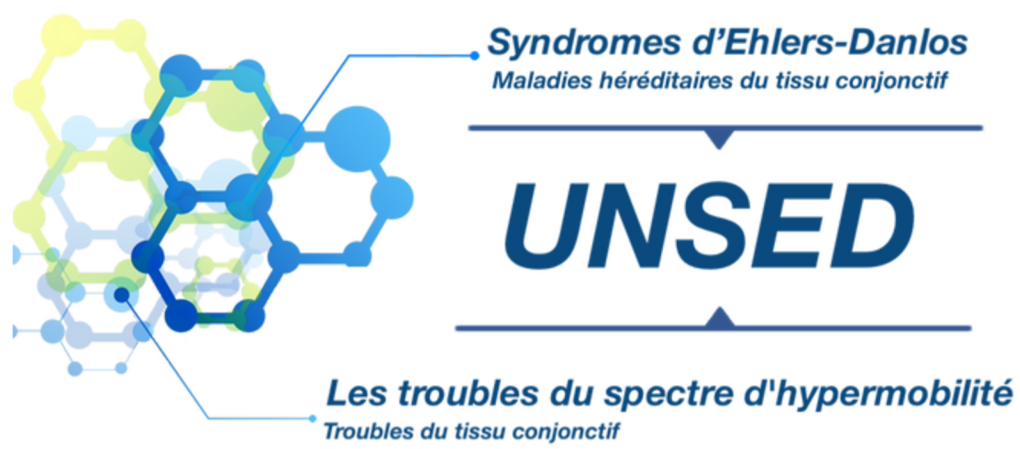 Syndromes d’Ehlers-Danlos
Maladies héréditaires du tissu conjonctif
UNSED
Les troubles du spectre d'hypermobilité
Troubles du tissu conjonctif